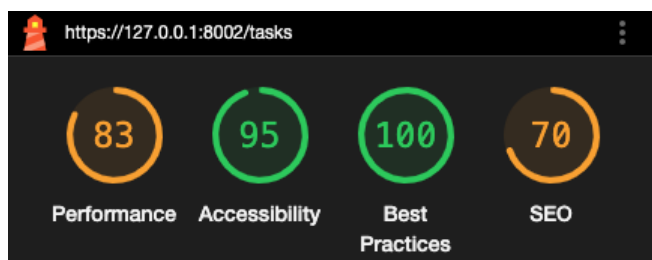 https://127.0.0.1:8002/tasks
83 95 100 70
Performance Accessibility Best Practices SEO